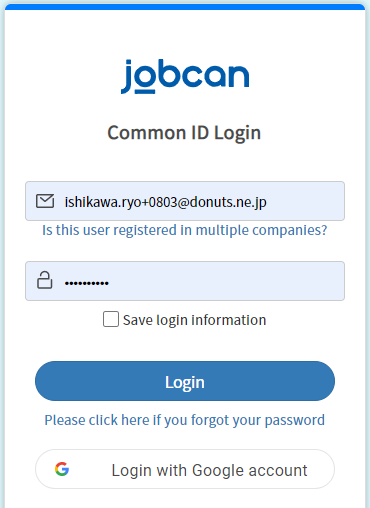 jobcan
Common ID Login
ishikawa.ryo+0803@donuts.ne.jp
Is this user registered in multiple companies?
••••••••••
Save login information
Login
Please click here if you forgot your password
Login with Google account